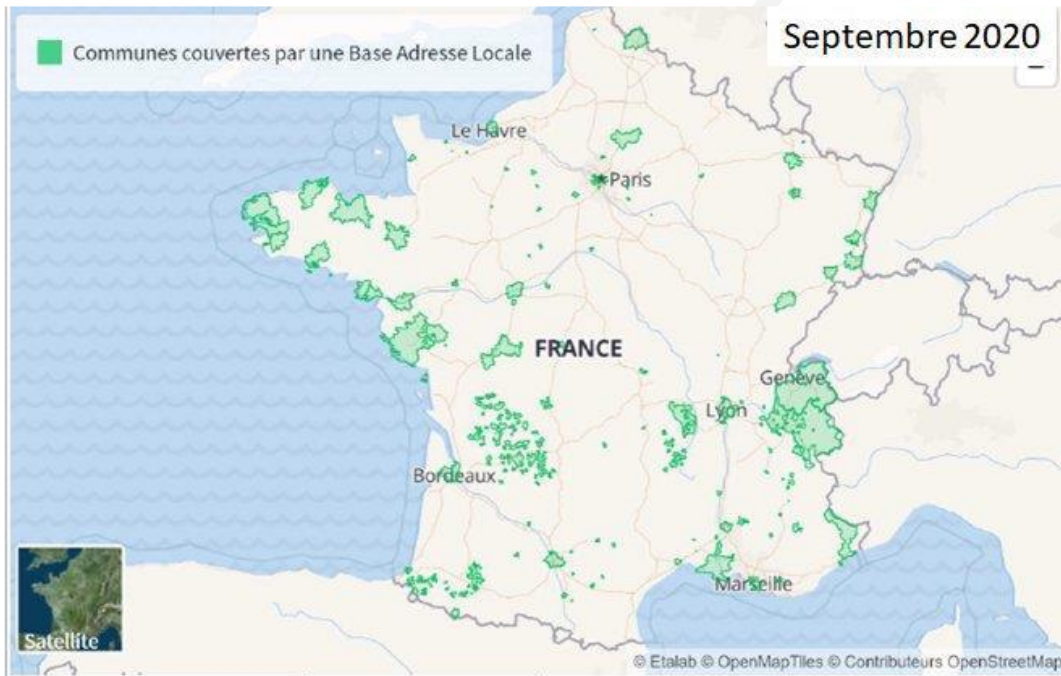 Septembre 2020
Communes couvertes par une Base Adresse Locale
Le Havre
Paris
FRANCE
Genève
Lyon
Bordeaux
Marseille
Satellite
© Etalab © OpenMapTiles © Contributeurs OpenStreetMap